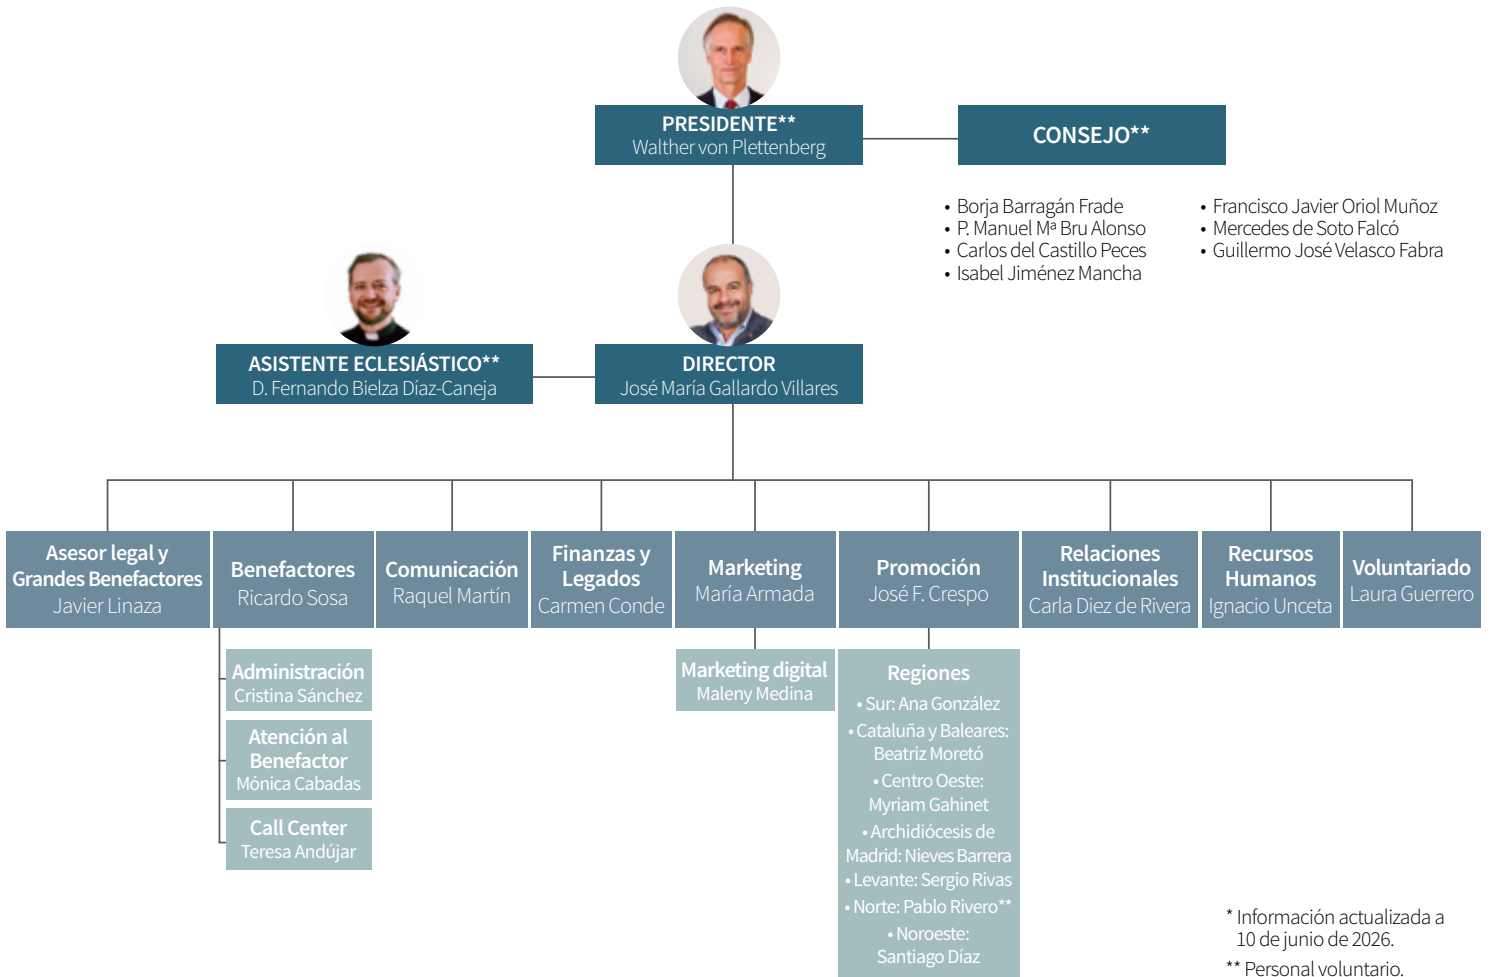 PRESIDENTE**
Walther von Plettenberg
CONSEJO**
• Borja Barragán Frade
• P. Manuel Mª Bru Alonso
• Carlos del Castillo Peces
• Isabel Jiménez Mancha
• Francisco Javier Oriol Muñoz
• Mercedes de Soto Falcó
• Guillermo José Velasco Fabra
ASISTENTE ECLESIÁSTICO**
D. Fernando Bielza Díaz-Caneja
DIRECTOR
José María Gallardo Villares
Asesor legal y
Grandes Benefactores
Javier Linaza
Benefactores
Ricardo Sosa
Comunicación
Raquel Martín
Finanzas y
Legados
Carmen Conde
Marketing
María Armada
Promoción
José F. Crespo
Relaciones
Institucionales
Carla Diez de Rivera
Recursos
Humanos
Ignacio Unceta
Voluntariado
Laura Guerrero
Administración
Cristina Sánchez
Atención al
Benefactor
Mónica Cabadas
Call Center
Teresa Andújar
Marketing digital
Maleny Medina
Regiones
• Sur: Ana González
• Cataluña y Baleares:
Beatriz Moretó
• Centro Oeste:
Myriam Gahinet
• Archidiócesis de
Madrid: Nieves Barrera
• Levante: Sergio Rivas
• Norte: Pablo Rivero**
• Noroeste:
Santiago Díaz
* Información actualizada a
10 de junio de 2026.
** Personal voluntario.